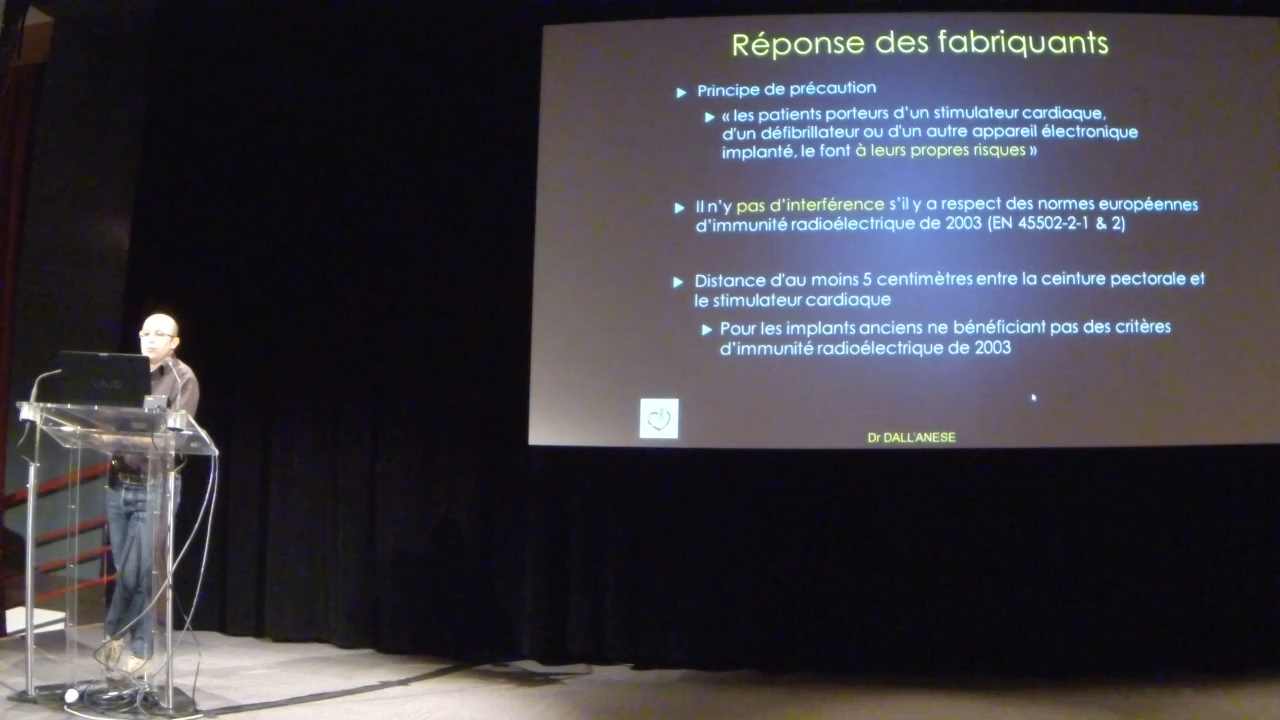 Réponse des fabriquants
Principe de précaution
« les patients porteurs d'un stimulateur cardiaque,
d'un défibrillateur ou d'un autre appareil électronique
implanté, le font à leurs propres risques »
Il n'y pas d'interférence s'il y a respect des normes européennes
d'immunité radioélectrique de 2003 (EN 45502-2-1 & 2)
Distance d'au moins 5 centimètres entre la ceinture pectorale et
le stimulateur cardiaque
Pour les implants anciens ne bénéficiant pas des critères
d'immunité radioélectrique de 2003
Dr DALL'ANESE
VAIO